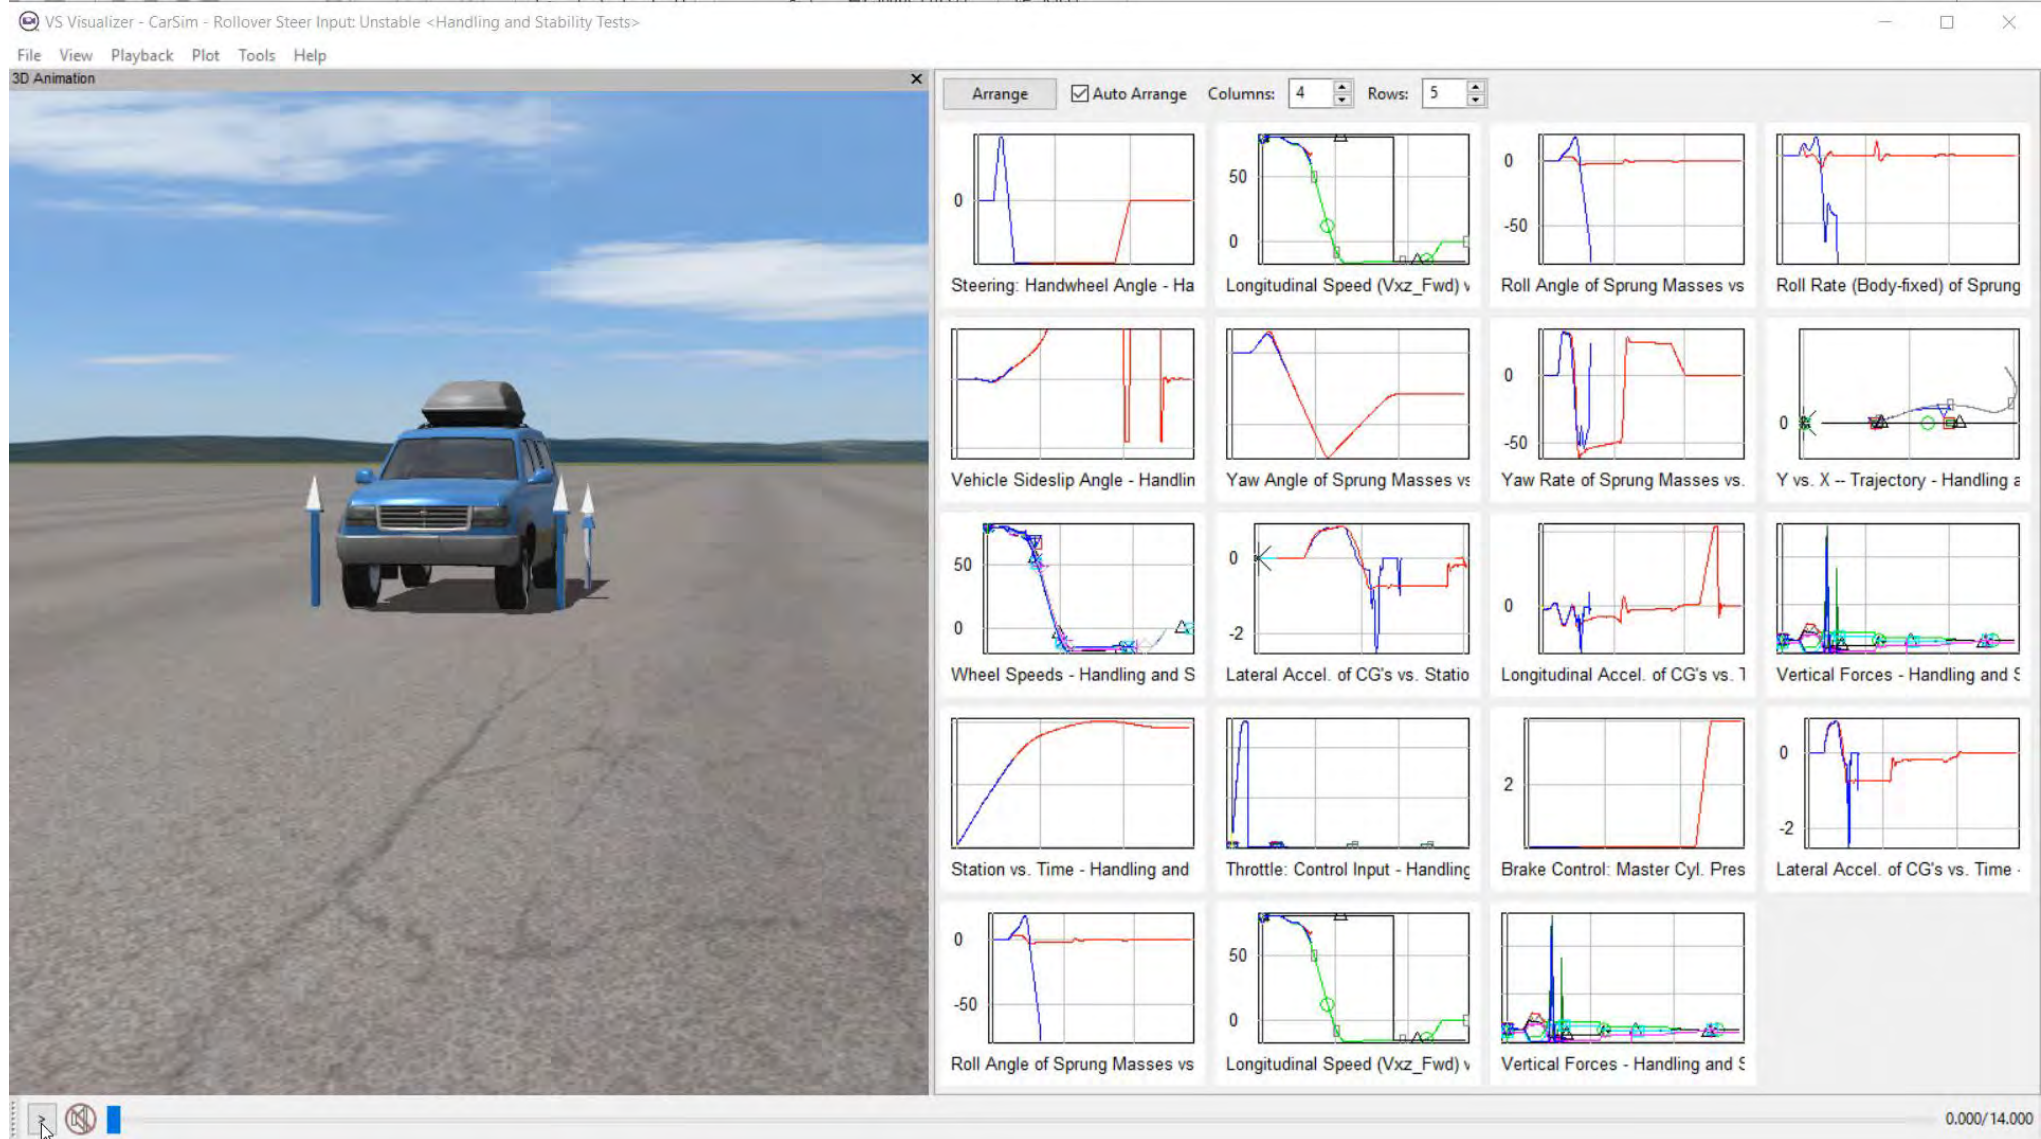 VS Visualizer - CarSim - Rollover Steer Input: Unstable <Handling and Stability Tests>
File View Playback Plot Tools Help
3D Animation
Arrange Auto Arrange Columns: 4 Rows: 5
0
50
0
0
-50
Steering: Handwheel Angle - Ha
Longitudinal Speed (Vxz_Fwd) v
Roll Angle of Sprung Masses vs
Roll Rate (Body-fixed) of Sprung
0
-50
0
Vehicle Sideslip Angle - Handlin
Yaw Angle of Sprung Masses vs
Yaw Rate of Sprung Masses vs.
Y vs. X -- Trajectory - Handling a
50
0
0
-2
0
Wheel Speeds - Handling and S
Lateral Accel. of CG's vs. Statio
Longitudinal Accel. of CG's vs. T
Vertical Forces - Handling and S
2
0
-2
Station vs. Time - Handling and
Throttle: Control Input - Handling
Brake Control: Master Cyl. Pres
Lateral Accel. of CG's vs. Time -
0
-50
50
0
Roll Angle of Sprung Masses vs
Longitudinal Speed (Vxz_Fwd) v
Vertical Forces - Handling and S
>
0.000/14.000